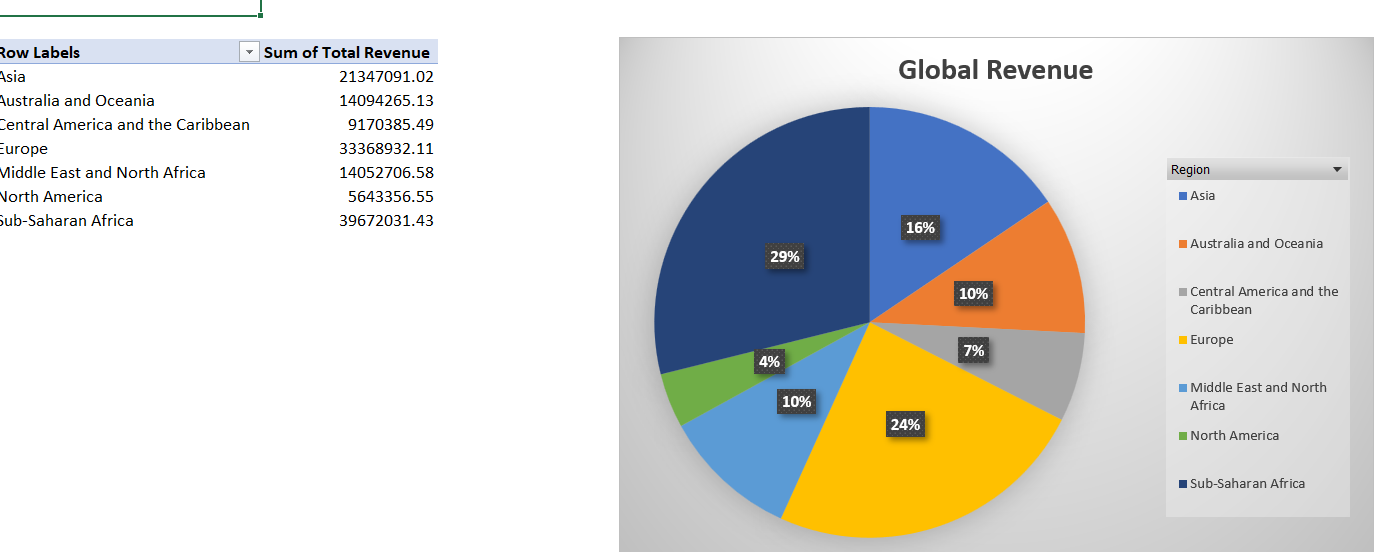 Row Labels Sum of Total Revenue
Asia 21347091.02
Australia and Oceania 14094265.13
Central America and the Caribbean 9170385.49
Europe 33368932.11
Middle East and North Africa 14052706.58
North America 5643356.55
Sub-Saharan Africa 39672031.43
Global Revenue
16%
10%
7%
24%
10%
4%
29%
Region
Asia
Australia and Oceania
Central America and the
Caribbean
Europe
Middle East and North
Africa
North America
Sub-Saharan Africa